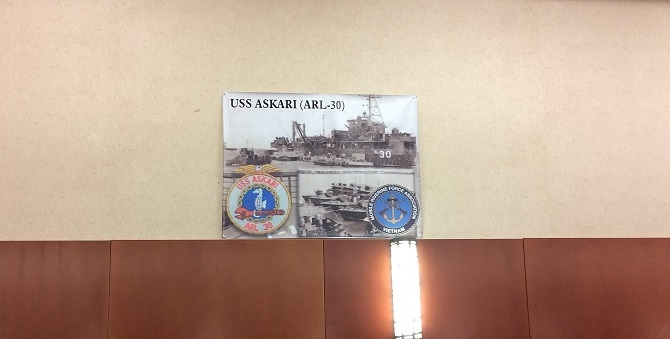 USS ASKARI (ARL-30)
30
USS ASKARI
ARL 30
MOBILE RIVERINE FORCE ASSOCIATION
VIETNAM